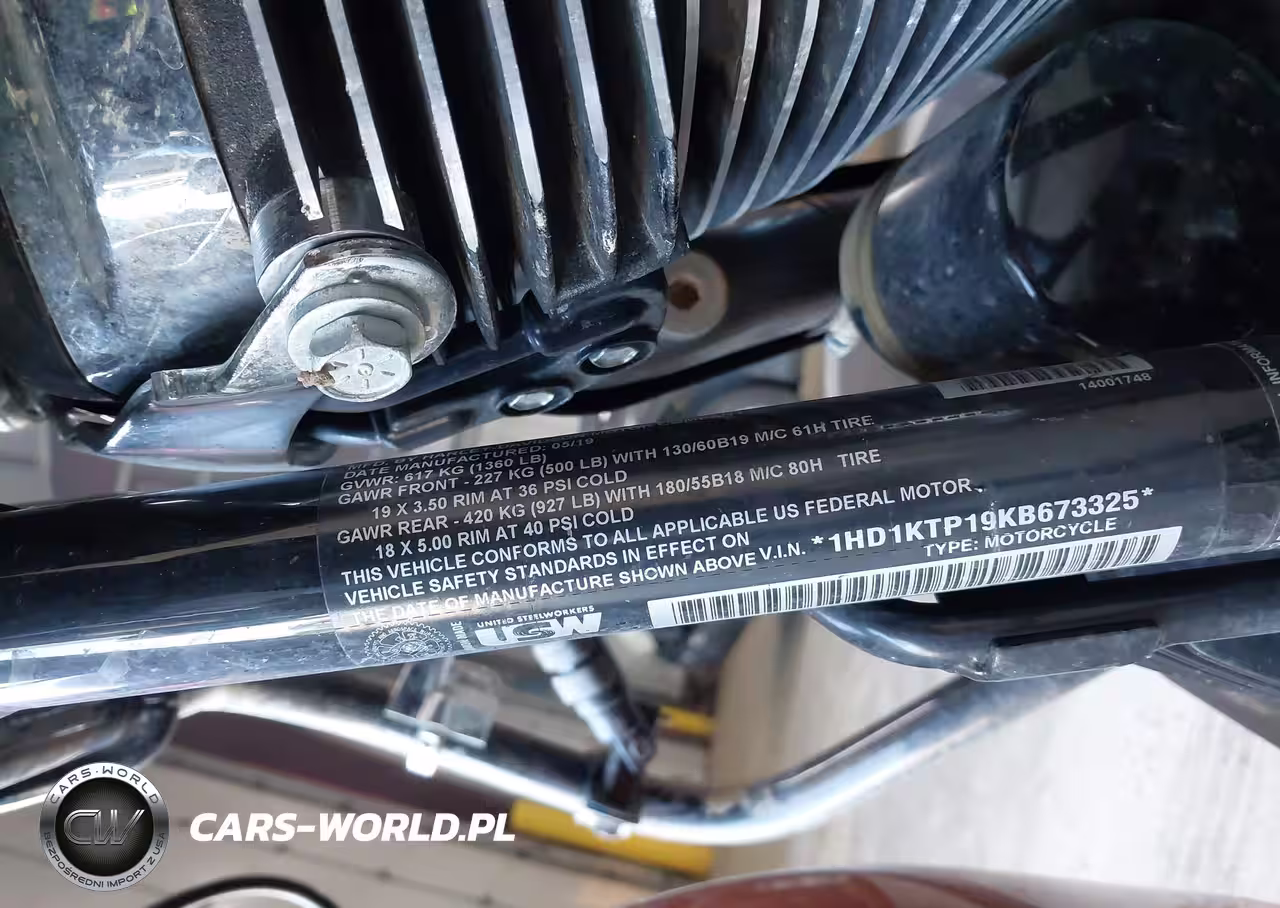 14001748
DATE MANUFACTURED: 05/19
GVWR: 617 KG (1360 LB)
GAWR FRONT - 227 KG (500 LB) WITH 130/60B19 M/C 61H TIRE
19 X 3.50 RIM AT 36 PSI COLD
GAWR REAR - 420 KG (927 LB) WITH 180/55B18 M/C 80H TIRE
18 X 5.00 RIM AT 40 PSI COLD
THIS VEHICLE CONFORMS TO ALL APPLICABLE US FEDERAL MOTOR
VEHICLE SAFETY STANDARDS IN EFFECT ON
THE DATE OF MANUFACTURE SHOWN ABOVE V.I.N. *1HD1KTP19KB673325*
TYPE: MOTORCYCLE
UNITED STEELWORKERS
USW
CARS-WORLD
CW
BEZPOŚREDNI IMPORT Z USA
CARS-WORLD.PL